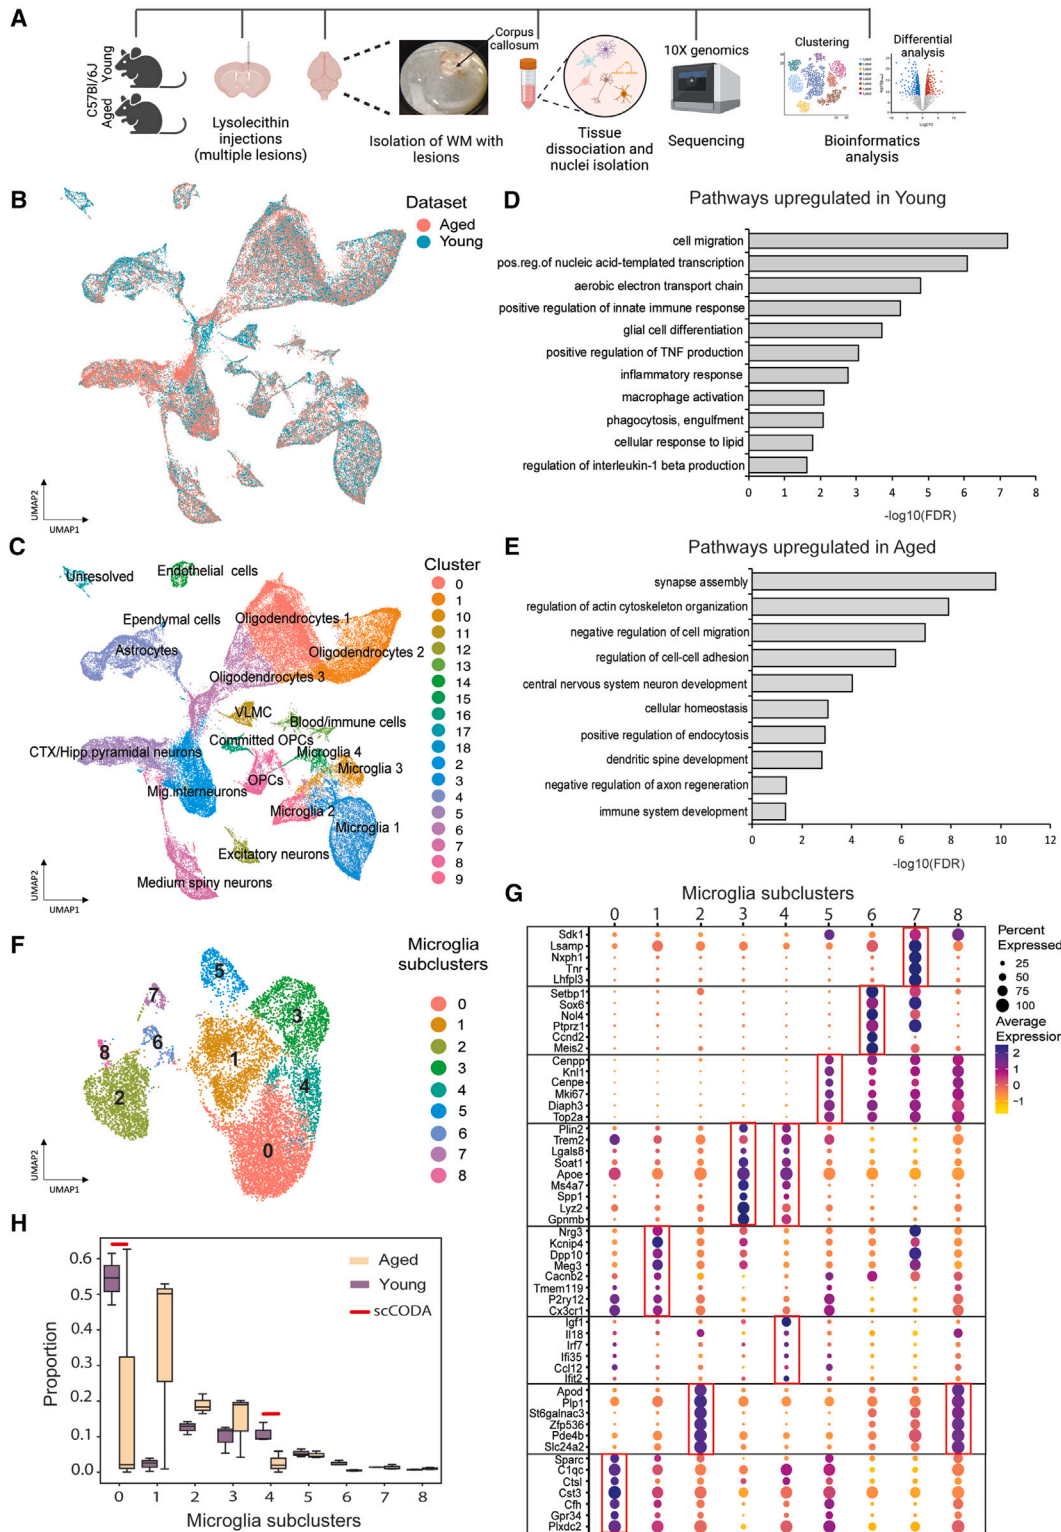 A
C57Bl/6J
Aged Young
Lysolecithin
injections
(multiple lesions)
Corpus
callosum
Isolation of WM with
lesions
Tissue
dissociation and
nuclei isolation
10X genomics
Sequencing
Clustering
Differential
analysis
Bioinformatics
analysis
B
Dataset
Aged
Young
UMAP2
UMAP1
C
Unresolved
Endothelial cells
Ependymal cells
Astrocytes
Oligodendrocytes 1
Oligodendrocytes 2
Oligodendrocytes 3
VLMC
Blood/immune cells
Committed OPCs
CTX/Hipp.pyramidal neurons
Microglia 4
Microglia 3
OPCs
Mig.interneurons
Microglia 2
Microglia 1
Excitatory neurons
Medium spiny neurons
UMAP2
UMAP1
Cluster
0
1
10
11
12
13
14
15
16
17
18
2
3
4
5
6
7
8
9
D
Pathways upregulated in Young
cell migration
pos.reg.of nucleic acid-templated transcription
aerobic electron transport chain
positive regulation of innate immune response
glial cell differentiation
positive regulation of TNF production
inflammatory response
macrophage activation
phagocytosis, engulfment
cellular response to lipid
regulation of interleukin-1 beta production
0 1 2 3 4 5 6 7 8
-log10(FDR)
E
Pathways upregulated in Aged
synapse assembly
regulation of actin cytoskeleton organization
negative regulation of cell migration
regulation of cell-cell adhesion
central nervous system neuron development
cellular homeostasis
positive regulation of endocytosis
dendritic spine development
negative regulation of axon regeneration
immune system development
0 2 4 6 8 10 12
-log10(FDR)
F
Microglia
subclusters
0
1
2
3
4
5
6
7
8
5
7
3
6
1
8
2
4
0
UMAP2
UMAP1
G
Microglia subclusters
0 1 2 3 4 5 6 7 8
Sdk1
Lsamp
Nxph1
Tnr
Lhfpl3
Setbp1
Sox6
Nol4
Ptprz1
Ccnd2
Meis2
Cenpp
Knl1
Cenpe
Mki67
Diaph3
Top2a
Plin2
Trem2
Lgals8
Soat1
Apoe
Ms4a7
Spp1
Lyz2
Gpnmb
Nrg3
Kcnip4
Dpp10
Meg3
Cacnb2
Tmem119
P2ry12
Cx3cr1
Igf1
Il18
Irf7
Ifi35
Ccl12
Ifit2
Apod
Plp1
St6galnac3
Zfp536
Pde4b
Slc24a2
Sparc
C1qc
Ctsl
Cst3
Cfh
Gpr34
Plxdc2
Percent
Expressed
25
50
75
100
Average
Expression
2
1
0
-1
H
Aged
Young
scCODA
Proportion
0.6
0.5
0.4
0.3
0.2
0.1
0.0
0 1 2 3 4 5 6 7 8
Microglia subclusters